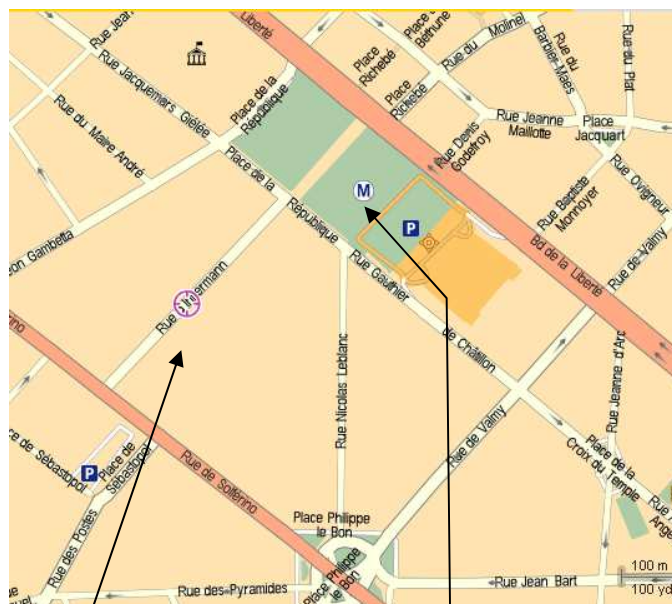 Rue Jean
Liberté
Rue Jacquemars Giélée
Place de la
République
Place
Richebé
Place
Richebé
Béthune
Rue du Molinel
Rue du
Barbier-Maes
Rue du Plat
Rue Jeanne
Maillotte
Place
Jacquart
Rue Denis
Godefroy
Rue Ovigneur
Rue Baptiste
Monnoyer
Rue de Valmy
Rue du Maire André
Place de la
République
M
P
Bd de la Liberté
Gambetta
Rue
ermann
Rue Gauthier
de Châtillon
Rue Nicolas Leblanc
Rue Jeanne d'Arc
Rue de Valmy
Place de la
Croix du Temple
Rue de Solférino
Place de
Sébastopol
P
ce de Sébastopol
Rue des Postes
Place Philippe
le Bon
Place Philippe
le Bon
Rue des Pyramides
Rue Jean Bart
100 m
100 y